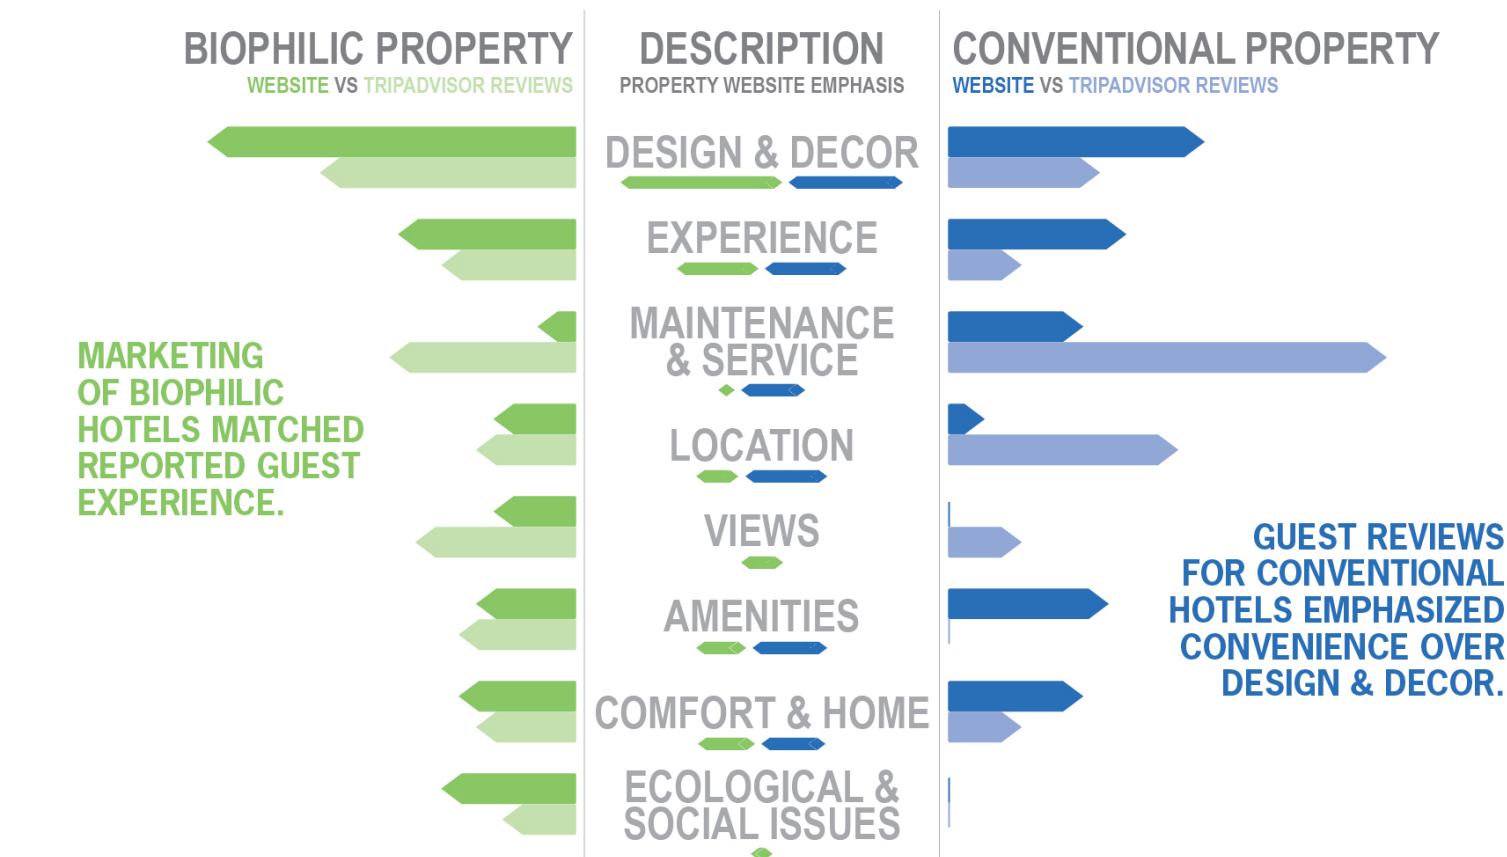 BIOPHILIC PROPERTY
WEBSITE VS TRIPADVISOR REVIEWS
DESCRIPTION
PROPERTY WEBSITE EMPHASIS
CONVENTIONAL PROPERTY
WEBSITE VS TRIPADVISOR REVIEWS
DESIGN & DECOR
EXPERIENCE
MAINTENANCE
& SERVICE
LOCATION
VIEWS
AMENITIES
COMFORT & HOME
ECOLOGICAL &
SOCIAL ISSUES
MARKETING
OF BIOPHILIC
HOTELS MATCHED
REPORTED GUEST
EXPERIENCE.
GUEST REVIEWS
FOR CONVENTIONAL
HOTELS EMPHASIZED
CONVENIENCE OVER
DESIGN & DECOR.